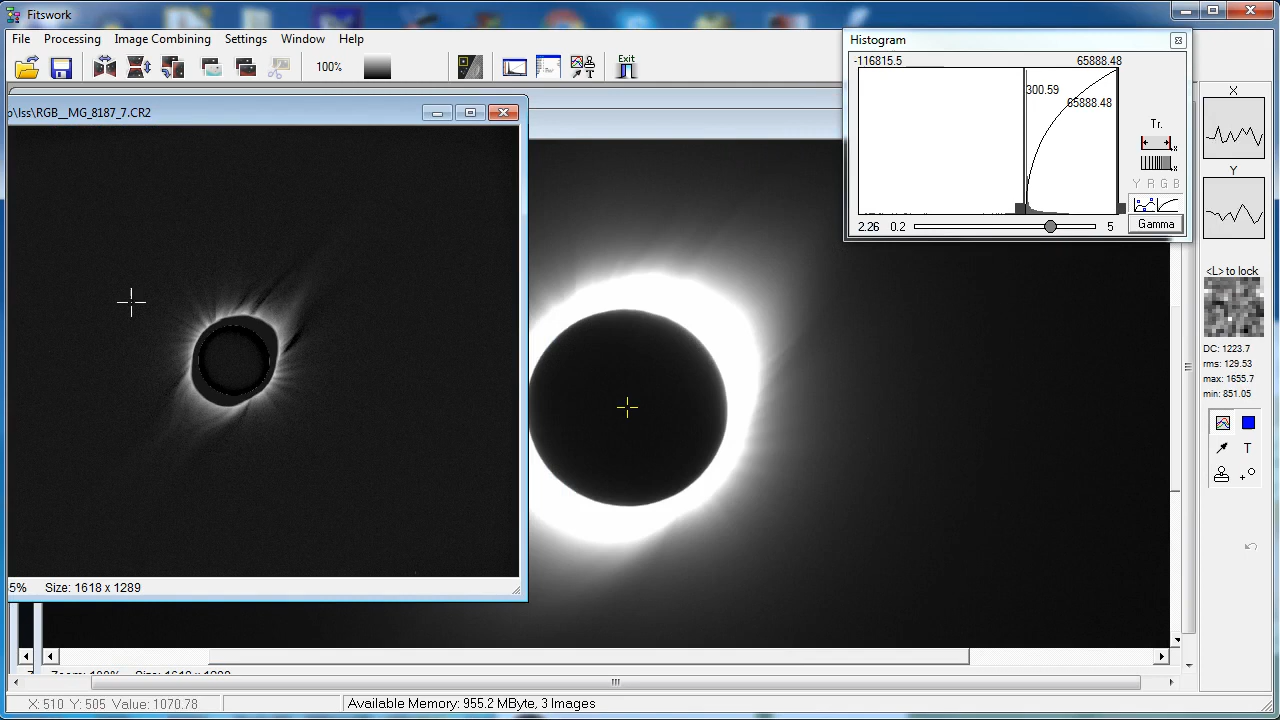 Fitswork
File Processing Image Combining Settings Window Help
100%
Exit
Histogram
-116815.5 65888.48
300.59
65888.48
Tr.
Y R G B
2.26 0.2 5 Gamma
p\lss\RGB__MG_8187_7.CR2
X
Y
<L> to lock
DC: 1223.7
rms: 129.53
max: 1655.7
min: 851.05
T
5% Size: 1618 x 1289
X: 510 Y: 505 Value: 1070.78 Available Memory: 955.2 MByte, 3 Images